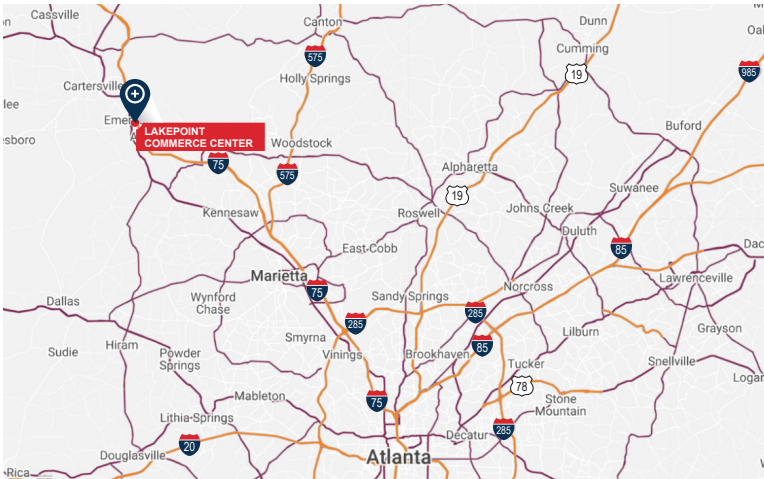 Cassville
Canton
Dunn
Cumming
Oa
575
19
985
Holly Springs
Cartersville
lee
Emer
LAKEPOINT
COMMERCE CENTER
esboro
Buford
Woodstock
75
575
Alpharetta
19
Suwanee
Kennesaw
Roswell
Johns Creek
Duluth
East Cobb
85
Dac
Marietta
75
Lawrenceville
Norcross
Dallas
Wynford
Chase
Sandy Springs
285
285
Grayson
Smyrna
Lilburn
Hiram
Sudie
Powder
Springs
Vinings
Brookhaven
85
Tucker
Snellville
78
Logan
Mableton
75
Stone
Mountain
Lithia-Springs
285
20
Decatur
Douglasville
Atlanta
Rica